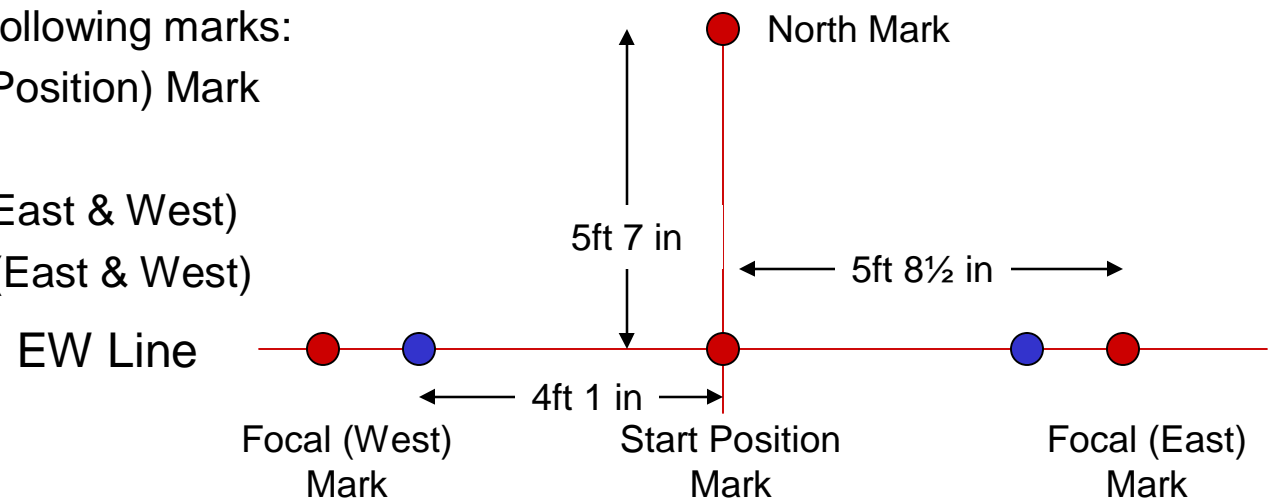 ollowing marks:
Position) Mark
East & West)
(East & West)
North Mark
5ft 7 in
5ft 8½ in
EW Line
4ft 1 in
Focal (West)
Mark
Start Position
Mark
Focal (East)
Mark